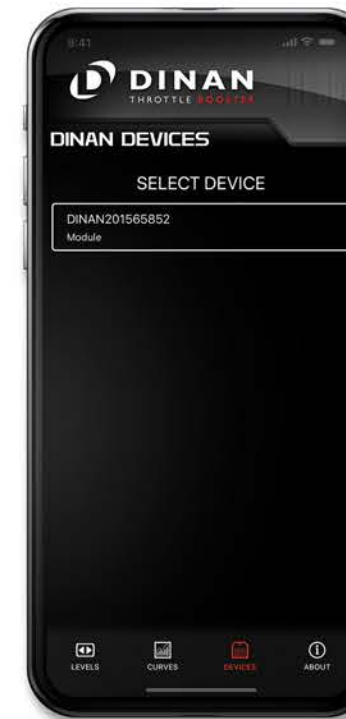 9:41
DINAN
THROTTLE BOOSTER
DINAN DEVICES
SELECT DEVICE
DINAN201565852
Module
LEVELS CURVES DEVICES ABOUT